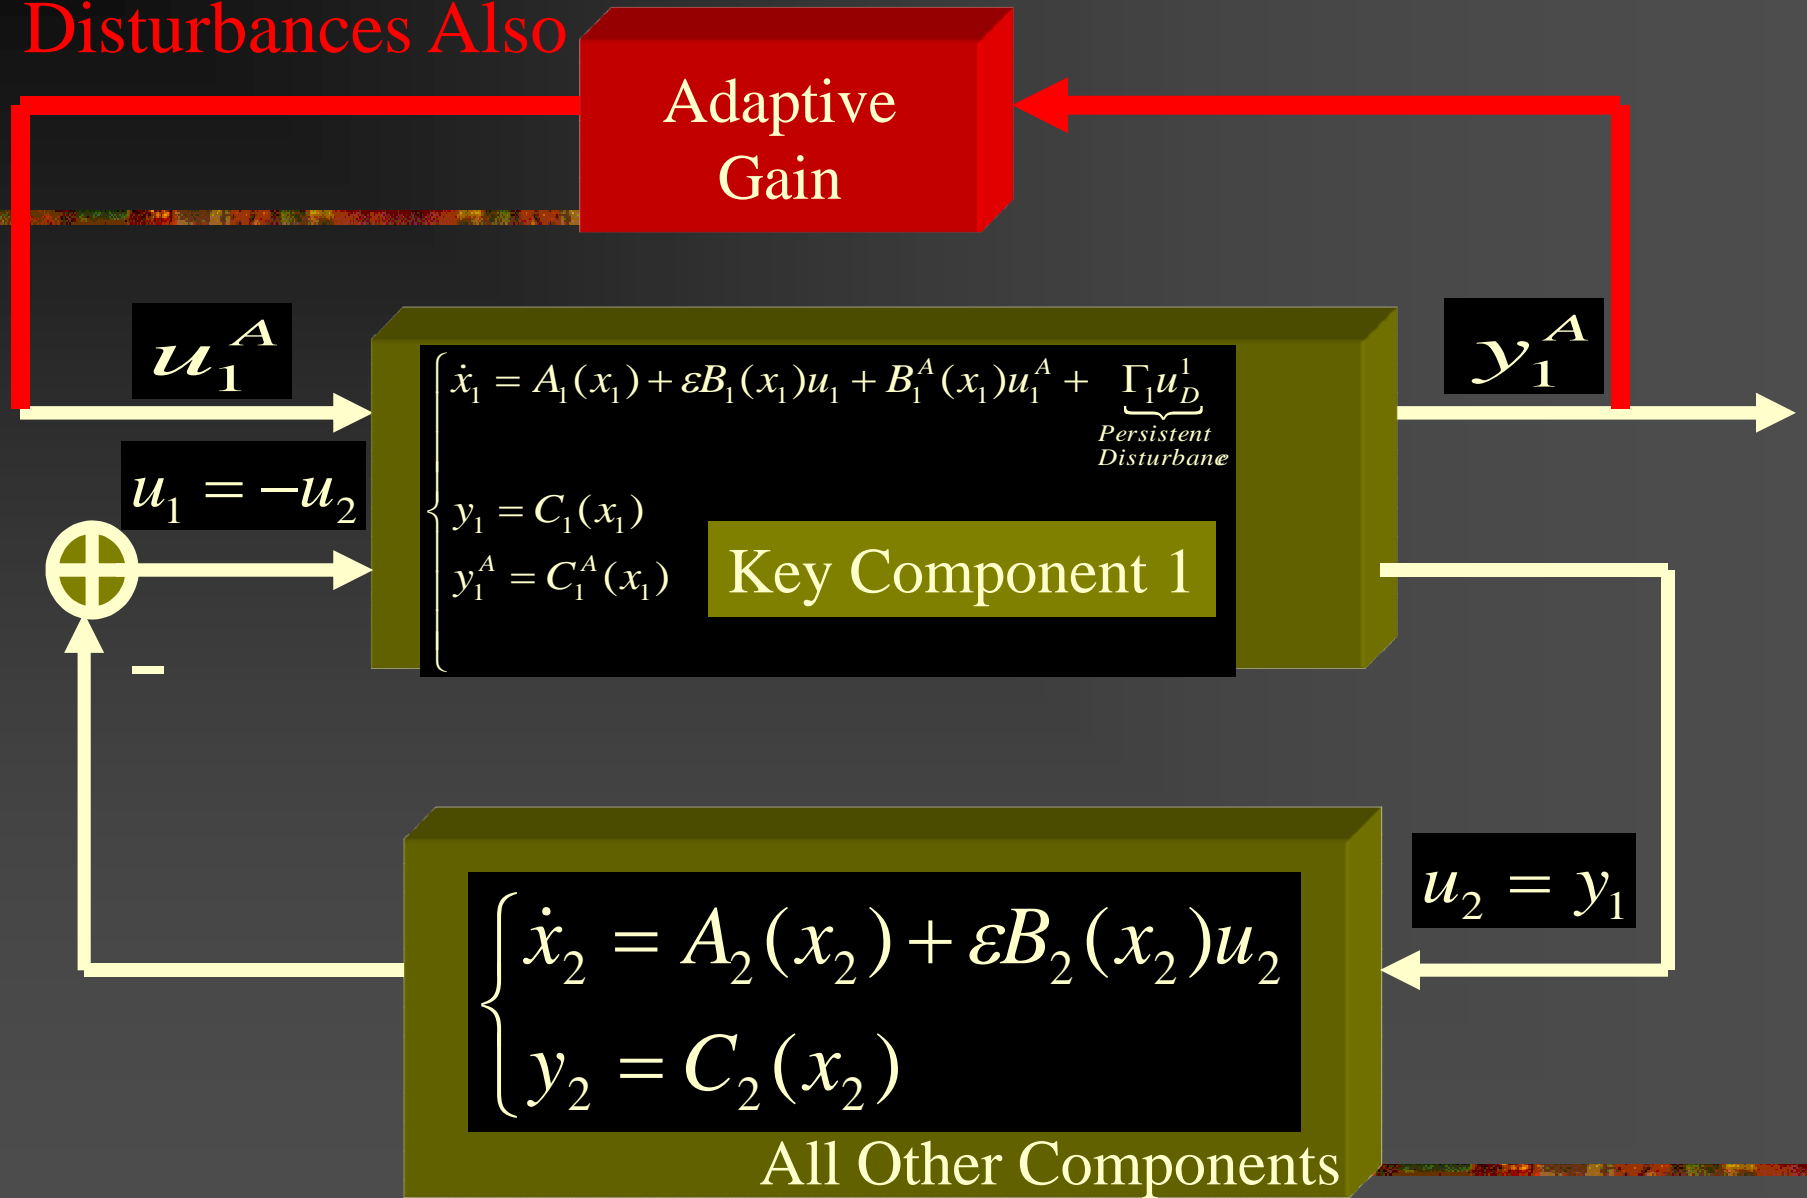 Disturbances Also
Adaptive
Gain
u₁ᴬ
y₁ᴬ
ẋ₁ = A₁(x₁) + εB₁(x₁)u₁ + B₁ᴬ(x₁)u₁ᴬ + Γ₁u_D¹
Persistent
Disturbance
u₁ = −u₂
y₁ = C₁(x₁)
y₁ᴬ = C₁ᴬ(x₁)
Key Component 1
-
u₂ = y₁
ẋ₂ = A₂(x₂) + εB₂(x₂)u₂
y₂ = C₂(x₂)
All Other Components